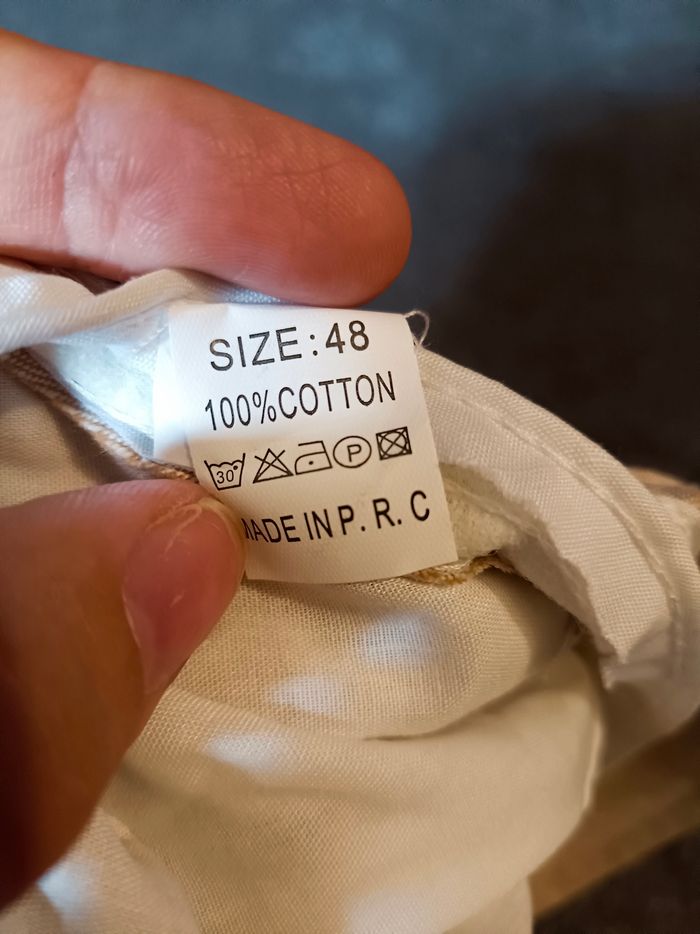 SIZE:48
100%COTTON
30° P
MADE IN P. R. C